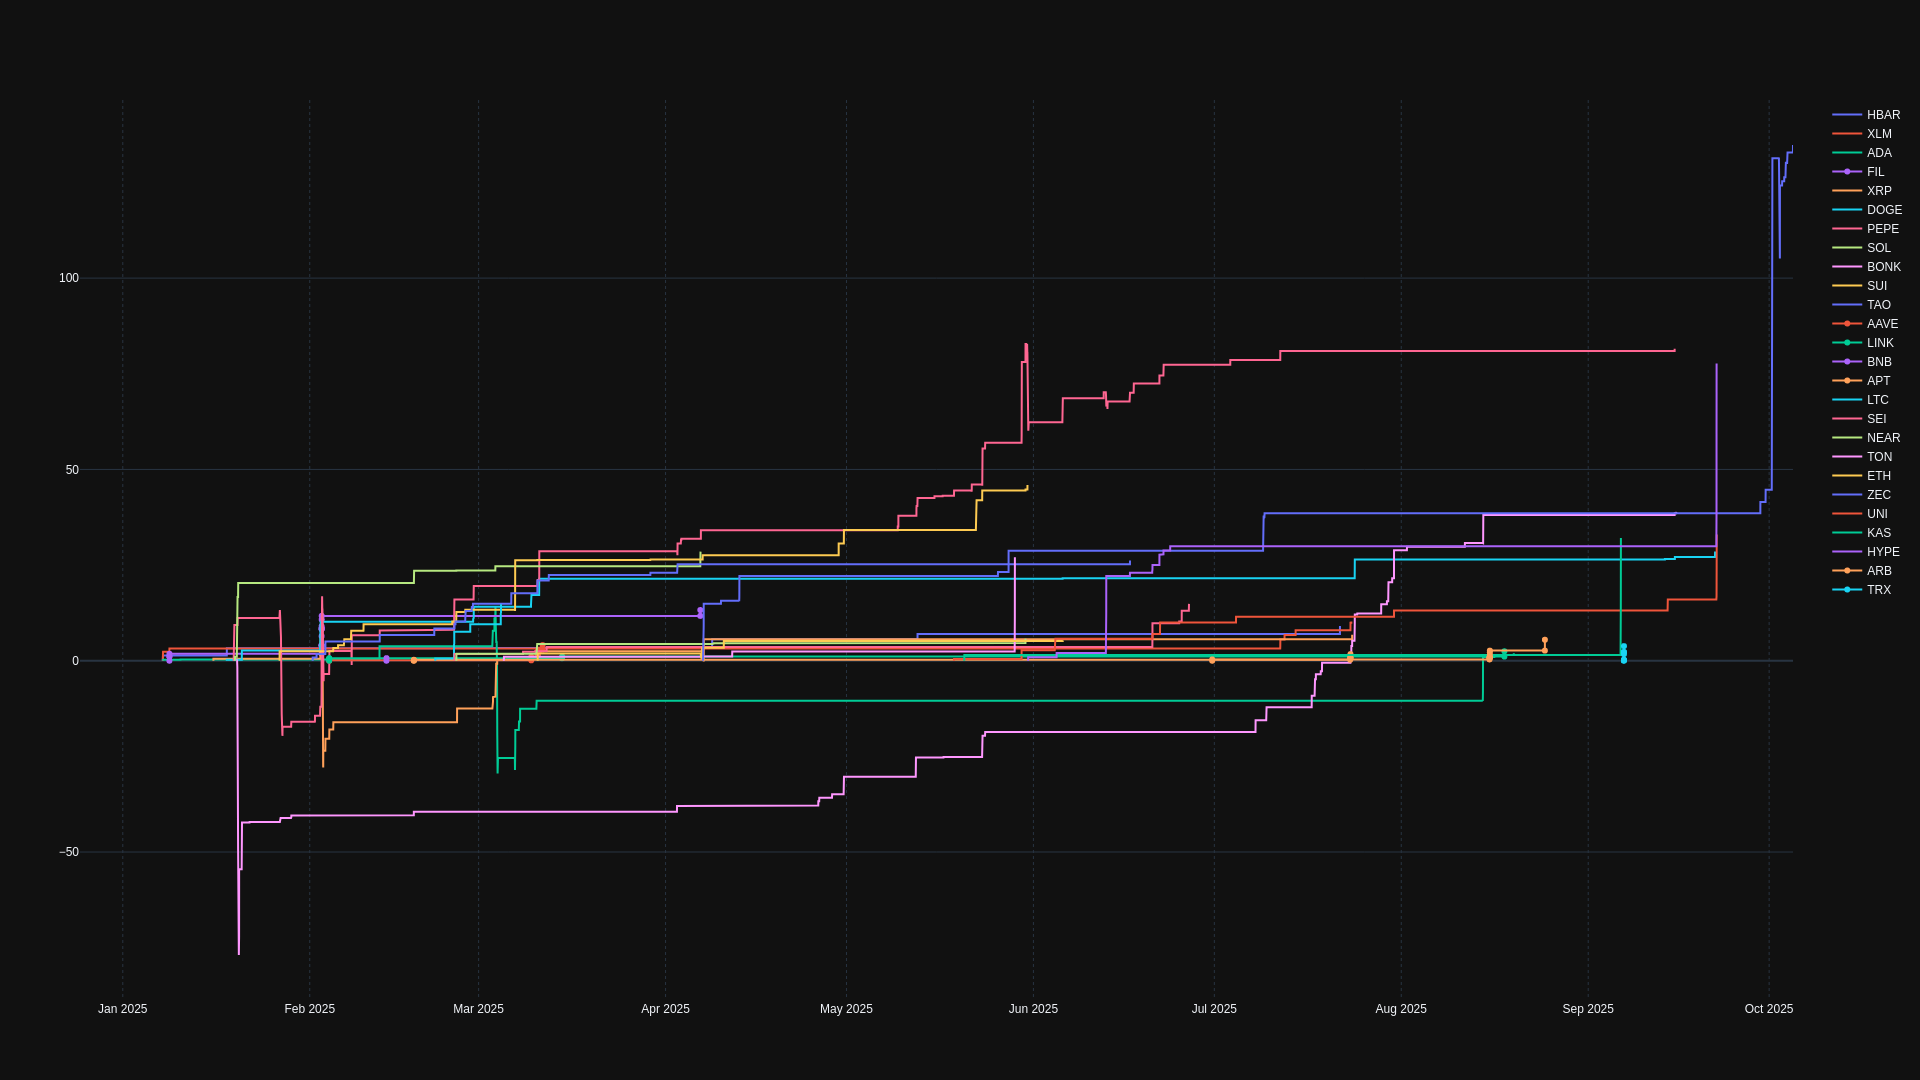 100
50
0
−50
Jan 2025
Feb 2025
Mar 2025
Apr 2025
May 2025
Jun 2025
Jul 2025
Aug 2025
Sep 2025
Oct 2025
HBAR
XLM
ADA
FIL
XRP
DOGE
PEPE
SOL
BONK
SUI
TAO
AAVE
LINK
BNB
APT
LTC
SEI
NEAR
TON
ETH
ZEC
UNI
KAS
HYPE
ARB
TRX